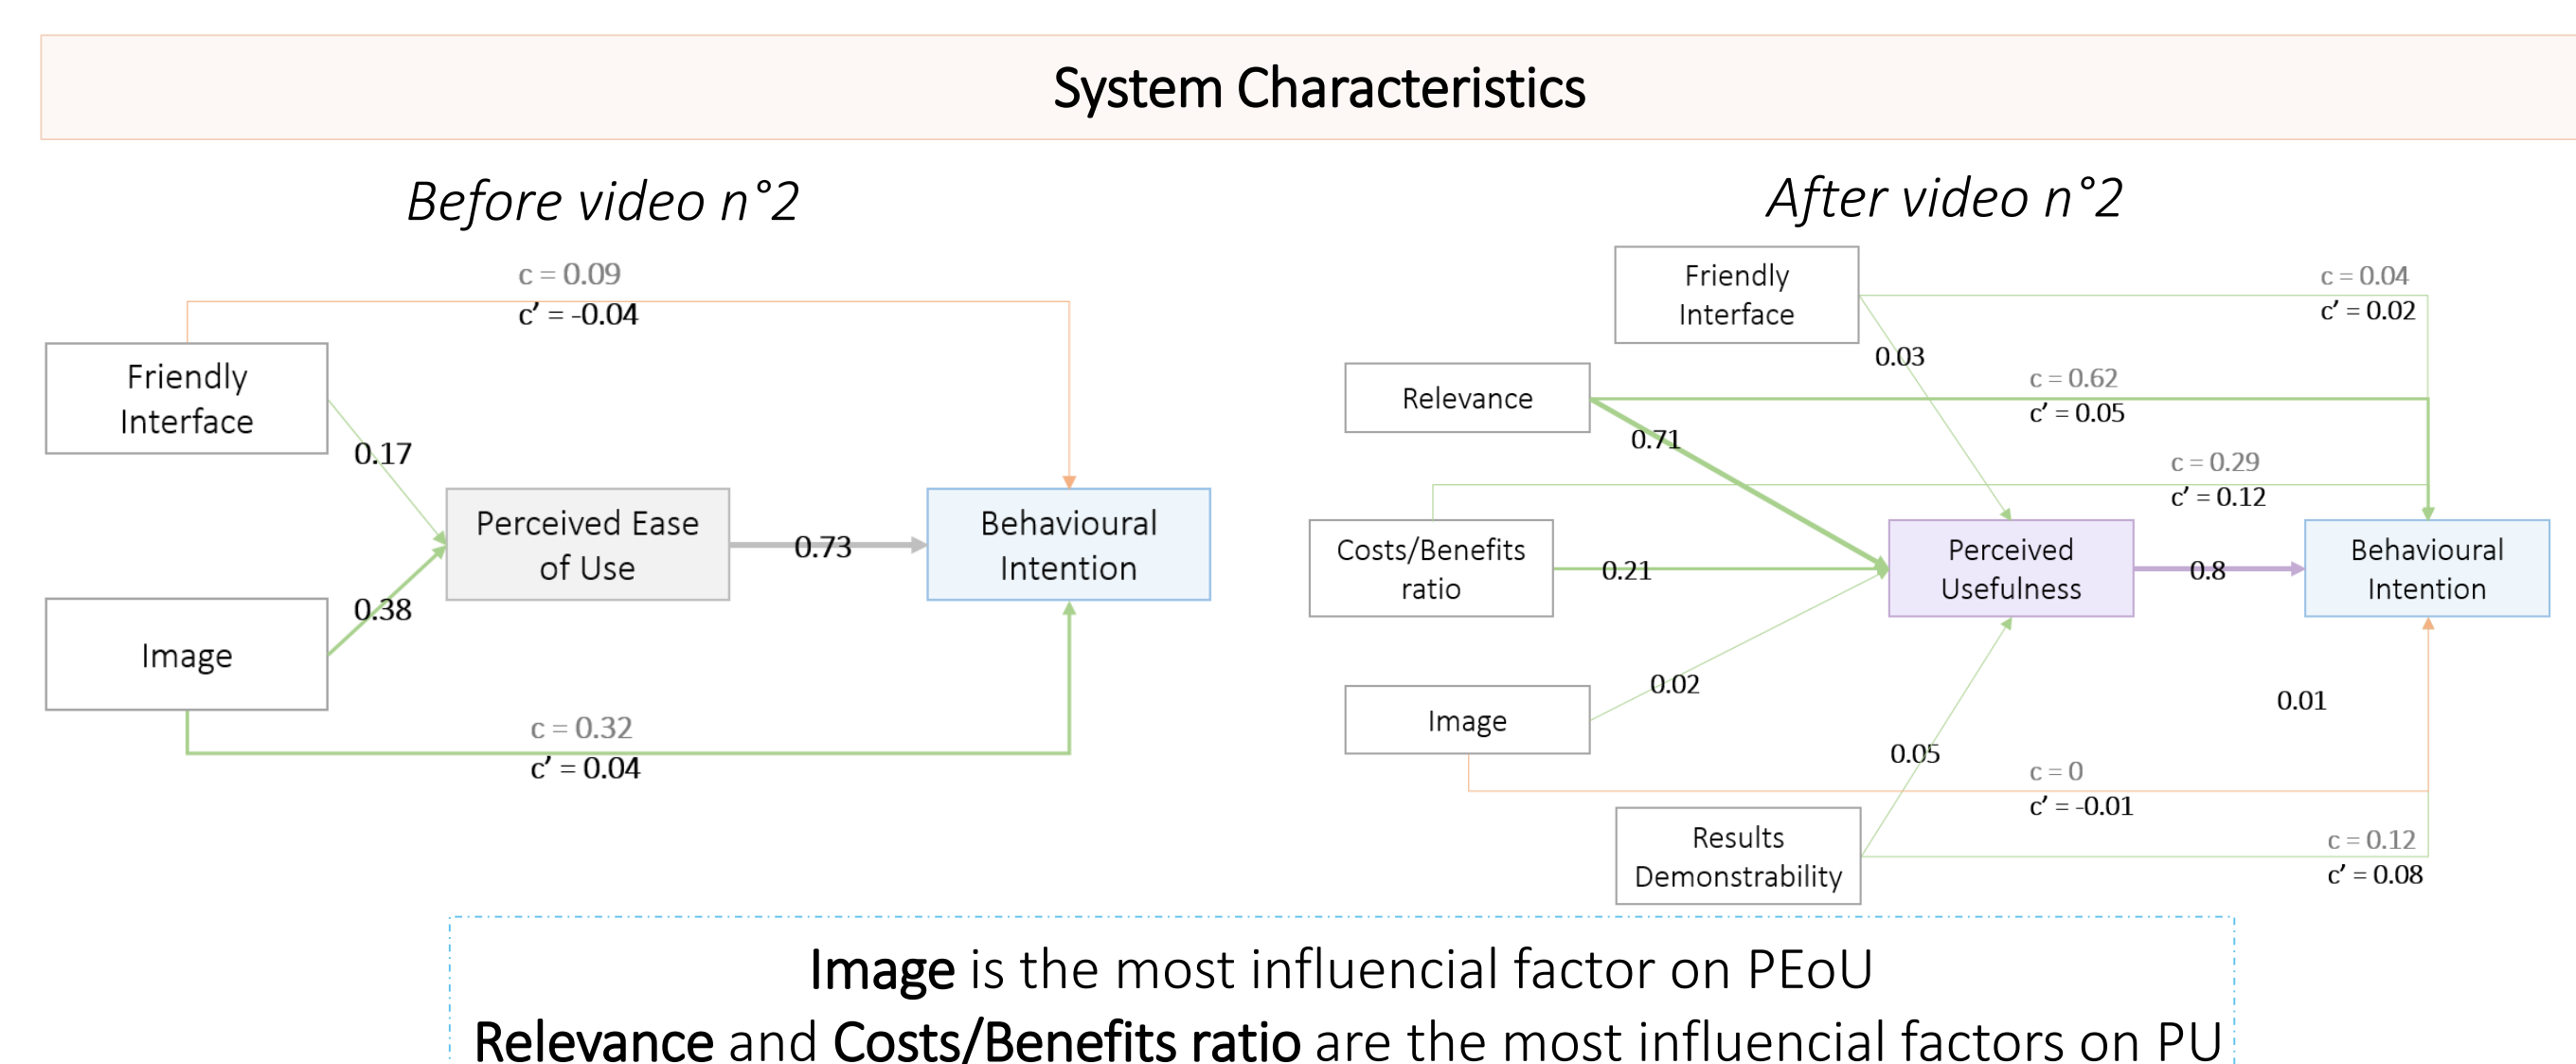 System Characteristics
Before video n°2
c = 0.09
c’ = -0.04
Friendly
Interface
0.17
Perceived Ease
of Use
0.73
Behavioural
Intention
0.38
Image
c = 0.32
c’ = 0.04
After video n°2
Friendly
Interface
c = 0.04
c’ = 0.02
0.03
Relevance
c = 0.62
c’ = 0.05
0.71
c = 0.29
c’ = 0.12
Costs/Benefits
ratio
0.21
Perceived
Usefulness
0.8
Behavioural
Intention
0.02
Image
0.01
0.05
c = 0
c’ = -0.01
Results
Demonstrability
c = 0.12
c’ = 0.08
Image is the most influencial factor on PEoU
Relevance and Costs/Benefits ratio are the most influencial factors on PU